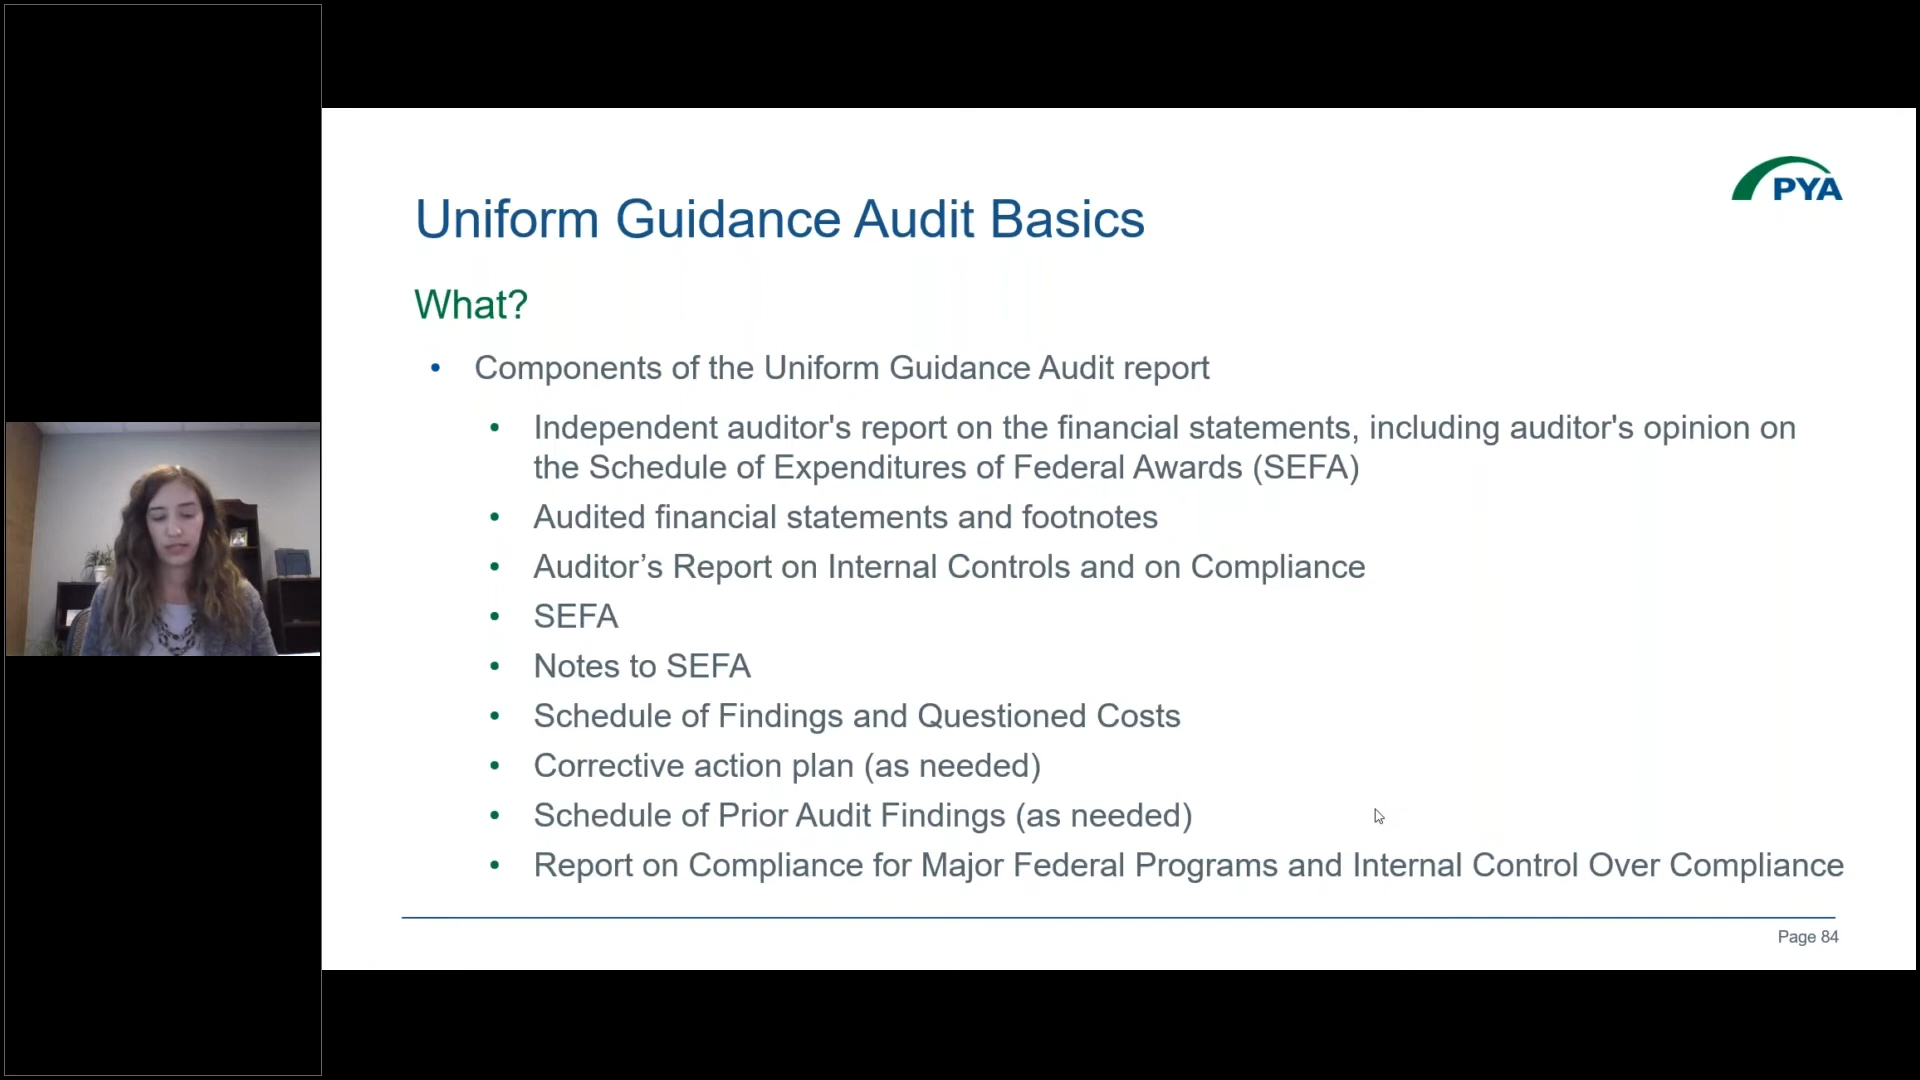 PYA
Uniform Guidance Audit Basics
What?
• Components of the Uniform Guidance Audit report
• Independent auditor's report on the financial statements, including auditor's opinion on
the Schedule of Expenditures of Federal Awards (SEFA)
• Audited financial statements and footnotes
• Auditor’s Report on Internal Controls and on Compliance
• SEFA
• Notes to SEFA
• Schedule of Findings and Questioned Costs
• Corrective action plan (as needed)
• Schedule of Prior Audit Findings (as needed)
• Report on Compliance for Major Federal Programs and Internal Control Over Compliance
Page 84